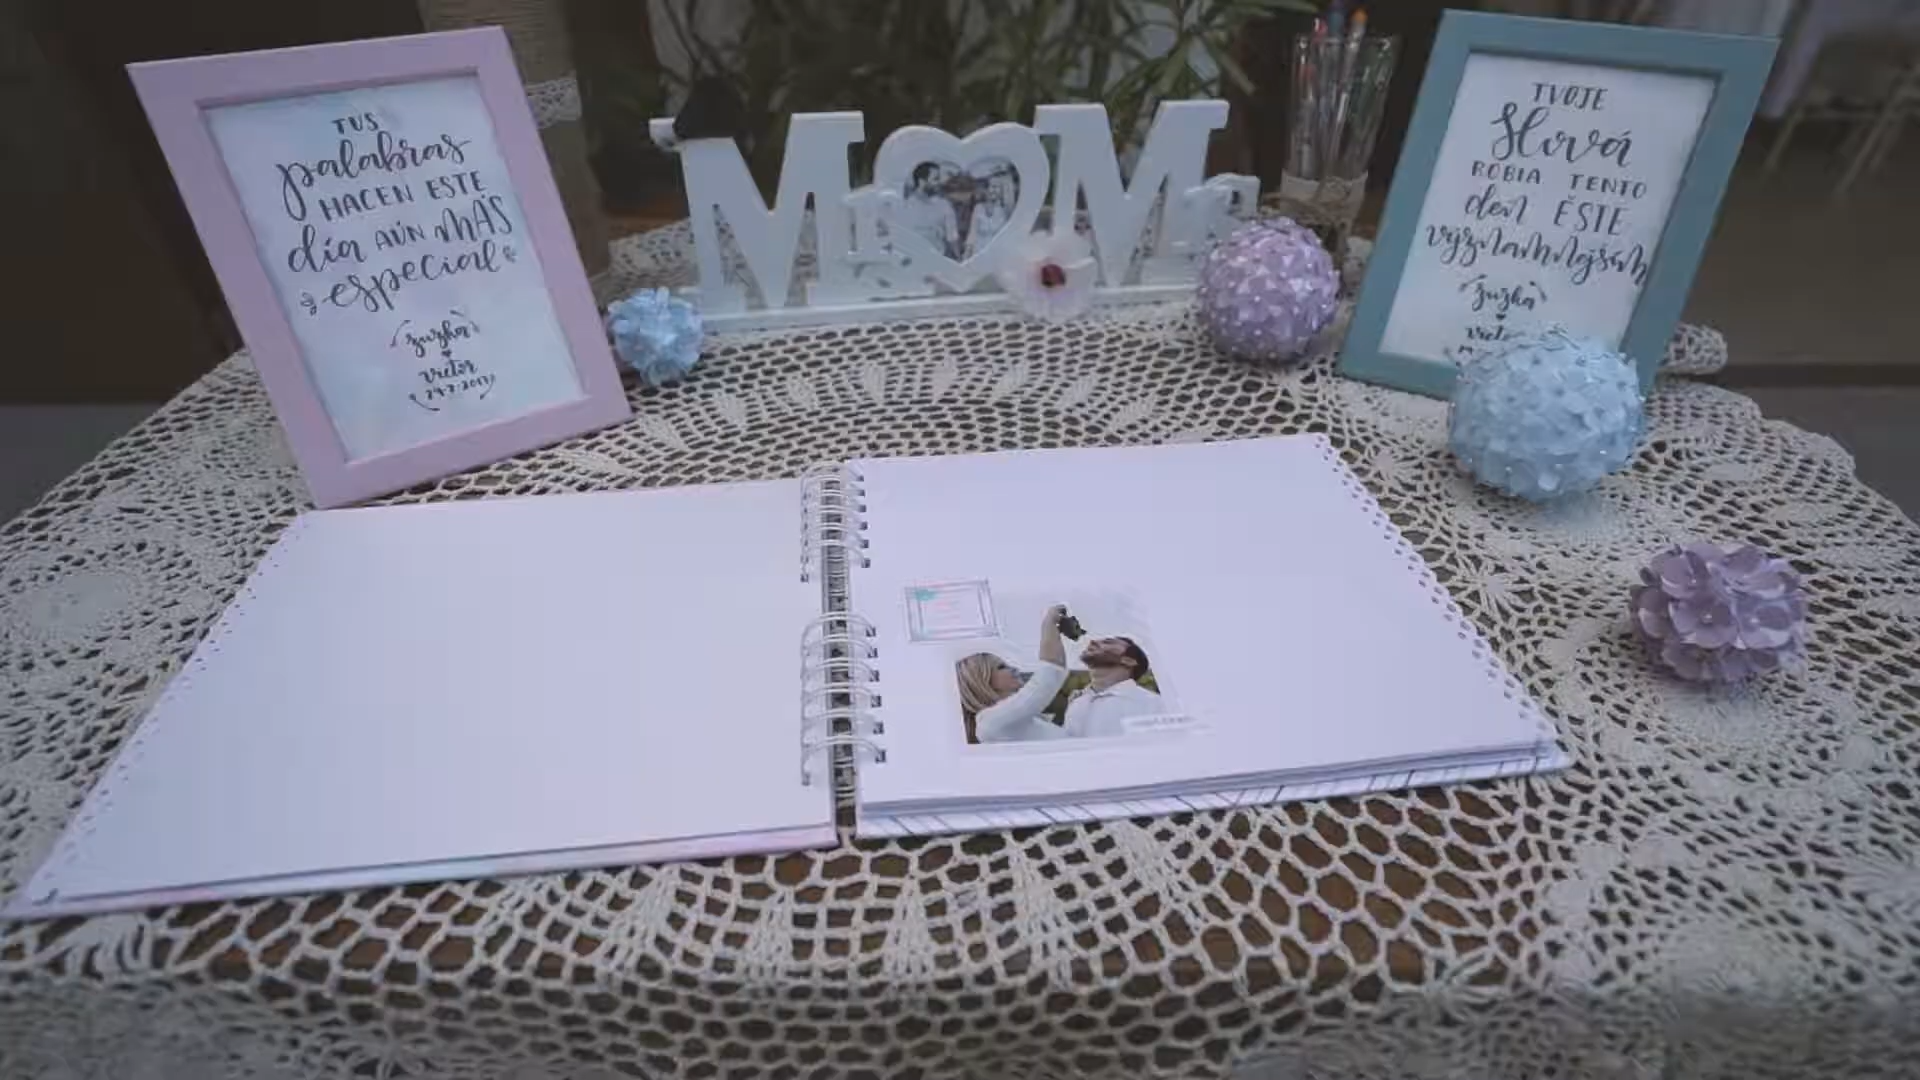 TUS
palabras
HACEN ESTE
día AÚN MÁS
especial
zuzka
victor
Mr
Mrs
TVOJE
Slová
ROBIA TENTO
deň EŠTE
významnejším
zuzka